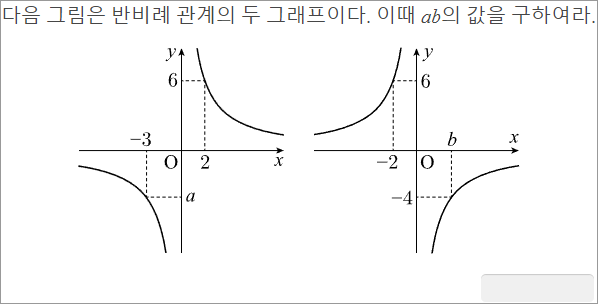 다음 그림은 반비례 관계의 두 그래프이다. 이때 ab의 값을 구하여라.
y
6
−3
O 2 x
a
y
6
b x
−2 O
−4